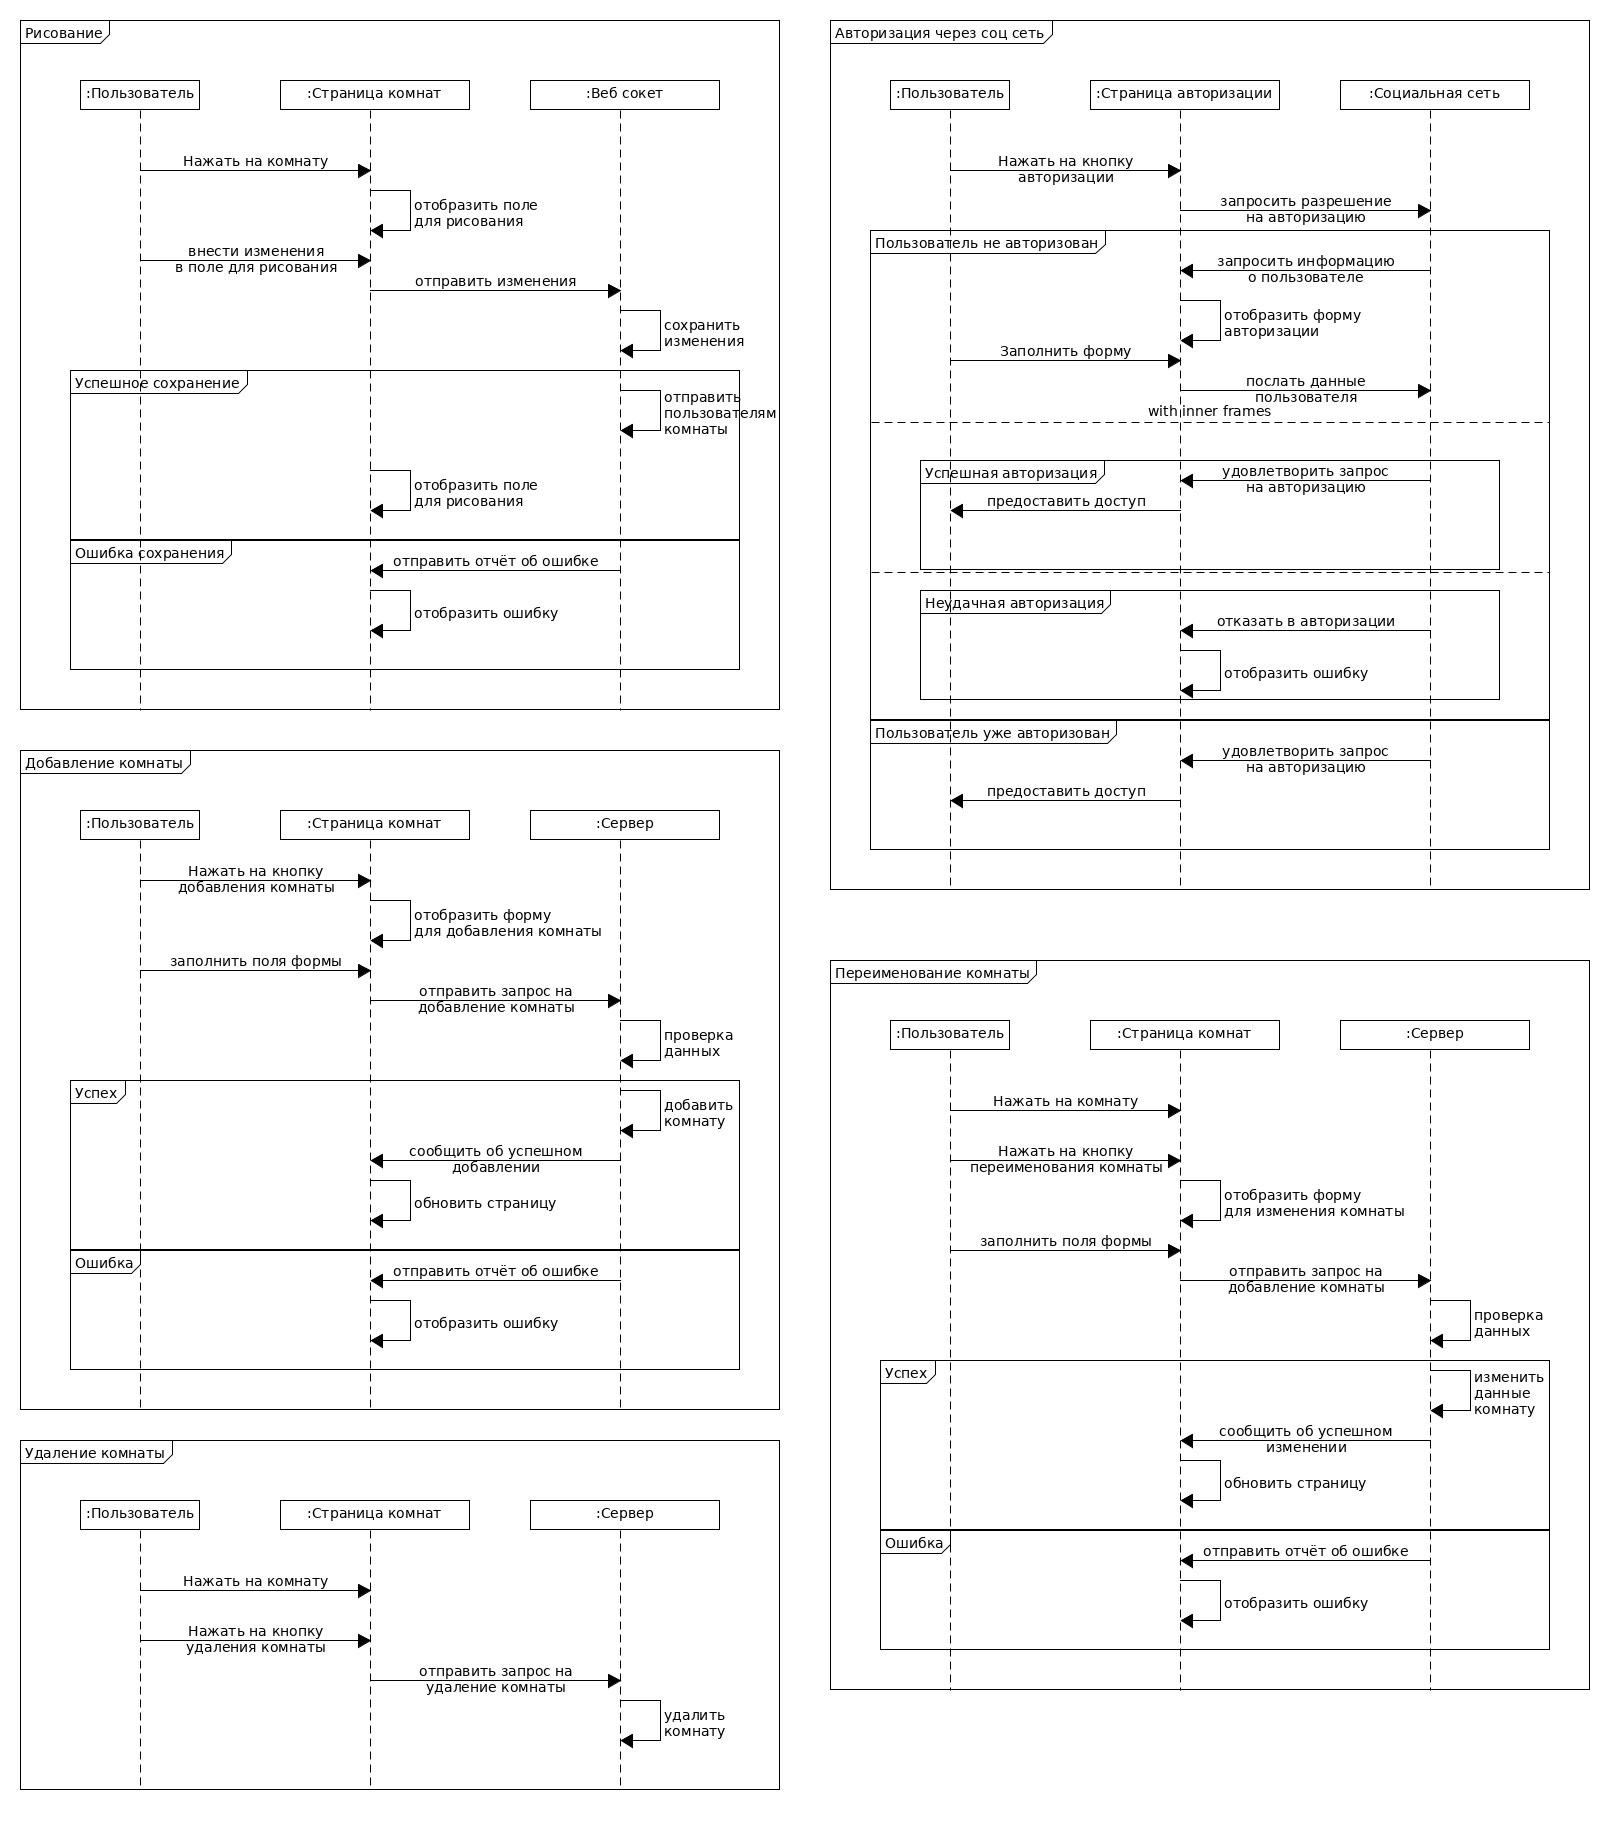 Рисование
:Пользователь
:Страница комнат
:Веб сокет
Нажать на комнату
отобразить поле
для рисования
внести изменения
в поле для рисования
отправить изменения
сохранить
изменения
Успешное сохранение
отправить
пользователям
комнаты
отобразить поле
для рисования
Ошибка сохранения
отправить отчёт об ошибке
отобразить ошибку
Добавление комнаты
:Пользователь
:Страница комнат
:Сервер
Нажать на кнопку
добавления комнаты
отобразить форму
для добавления комнаты
заполнить поля формы
отправить запрос на
добавление комнаты
проверка
данных
Успех
добавить
комнату
сообщить об успешном
добавлении
обновить страницу
Ошибка
отправить отчёт об ошибке
отобразить ошибку
Удаление комнаты
:Пользователь
:Страница комнат
:Сервер
Нажать на комнату
Нажать на кнопку
удаления комнаты
отправить запрос на
удаление комнаты
удалить
комнату
Авторизация через соц сеть
:Пользователь
:Страница авторизации
:Социальная сеть
Нажать на кнопку
авторизации
запросить разрешение
на авторизацию
Пользователь не авторизован
запросить информацию
о пользователе
отобразить форму
авторизации
Заполнить форму
послать данные
пользователя
with inner frames
Успешная авторизация
удовлетворить запрос
на авторизацию
предоставить доступ
Неудачная авторизация
отказать в авторизации
отобразить ошибку
Пользователь уже авторизован
удовлетворить запрос
на авторизацию
предоставить доступ
Переименование комнаты
:Пользователь
:Страница комнат
:Сервер
Нажать на комнату
Нажать на кнопку
переименования комнаты
отобразить форму
для изменения комнаты
заполнить поля формы
отправить запрос на
добавление комнаты
проверка
данных
Успех
изменить
данные
комнату
сообщить об успешном
изменении
обновить страницу
Ошибка
отправить отчёт об ошибке
отобразить ошибку